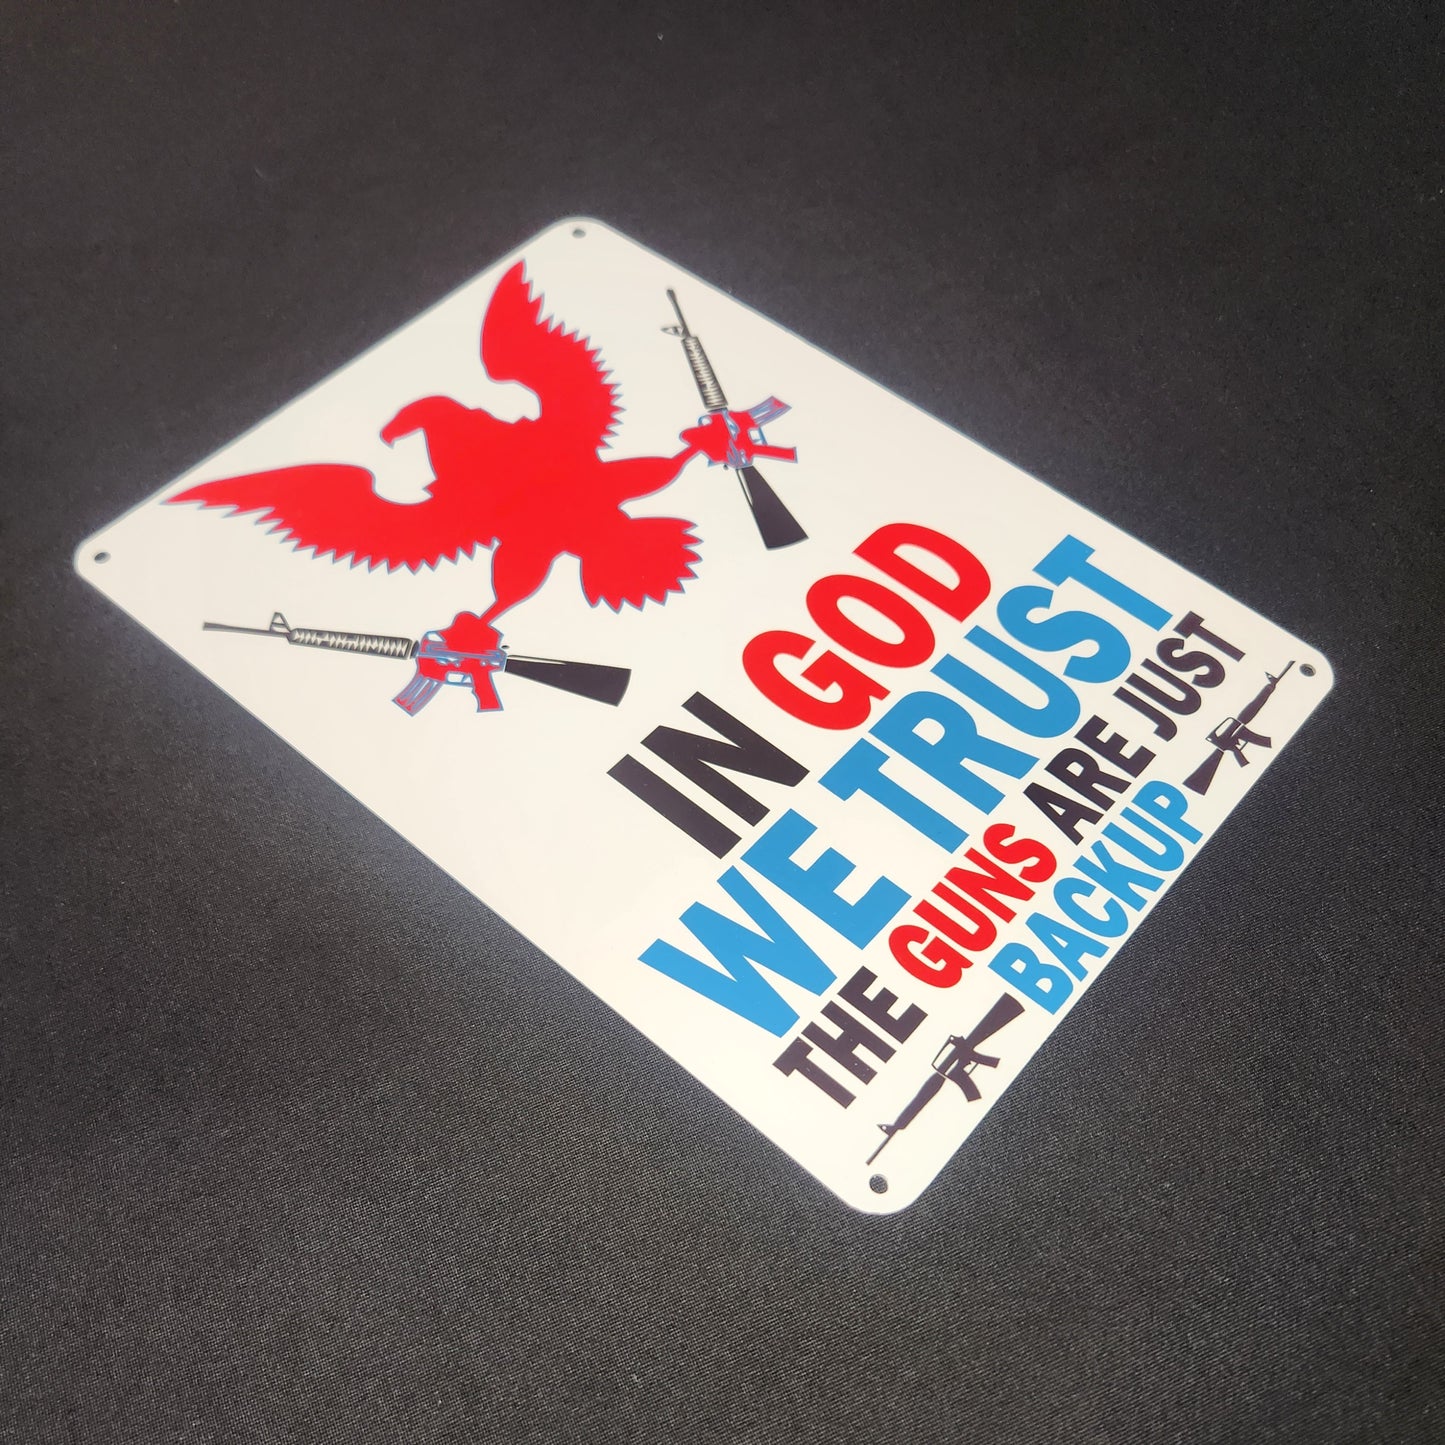 IN GOD
WE TRUST
THE GUNS ARE JUST
BACKUP